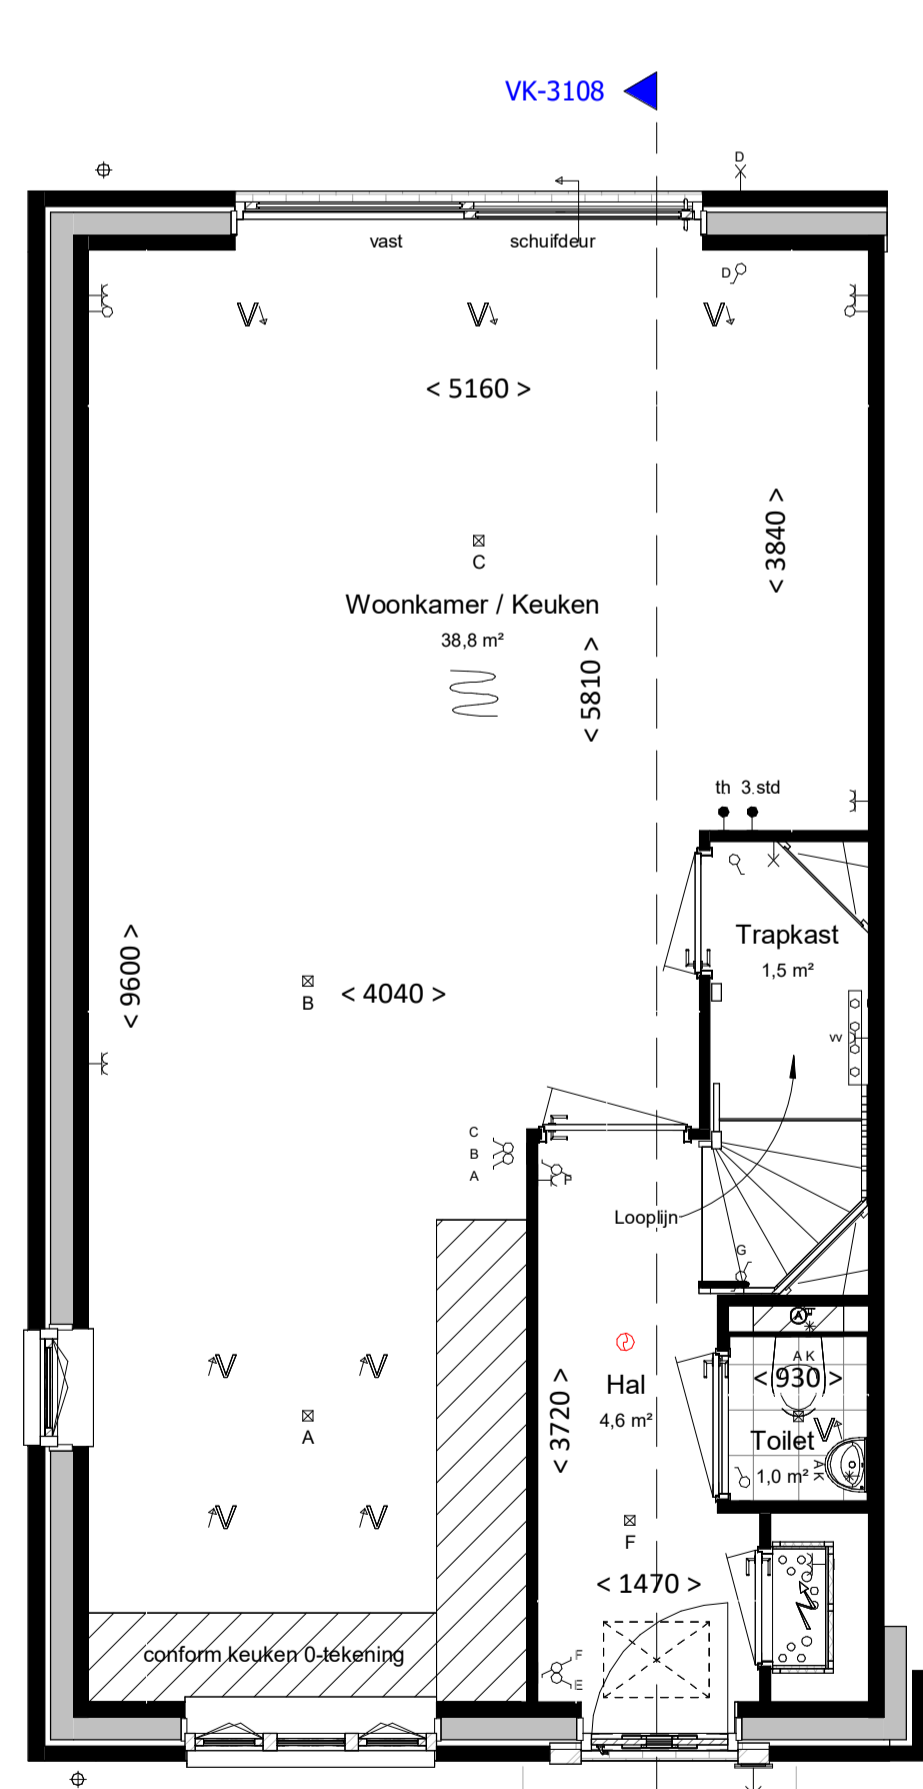 VK-3108
D
vast
schuifdeur
D
V
V
V
< 5160 >
< 3840 >
C
Woonkamer / Keuken
38,8 m²
< 5810 >
th 3.std
Trapkast
1,5 m²
< 9600 >
B
< 4040 >
vv
C
B
A
P
Looplijn
G
A
V
V
A K
< 930 >
Hal
4,6 m²
< 3720 >
A
Toilet
V
1,0 m²
A K
V
V
F
< 1470 >
conform keuken 0-tekening
F
E